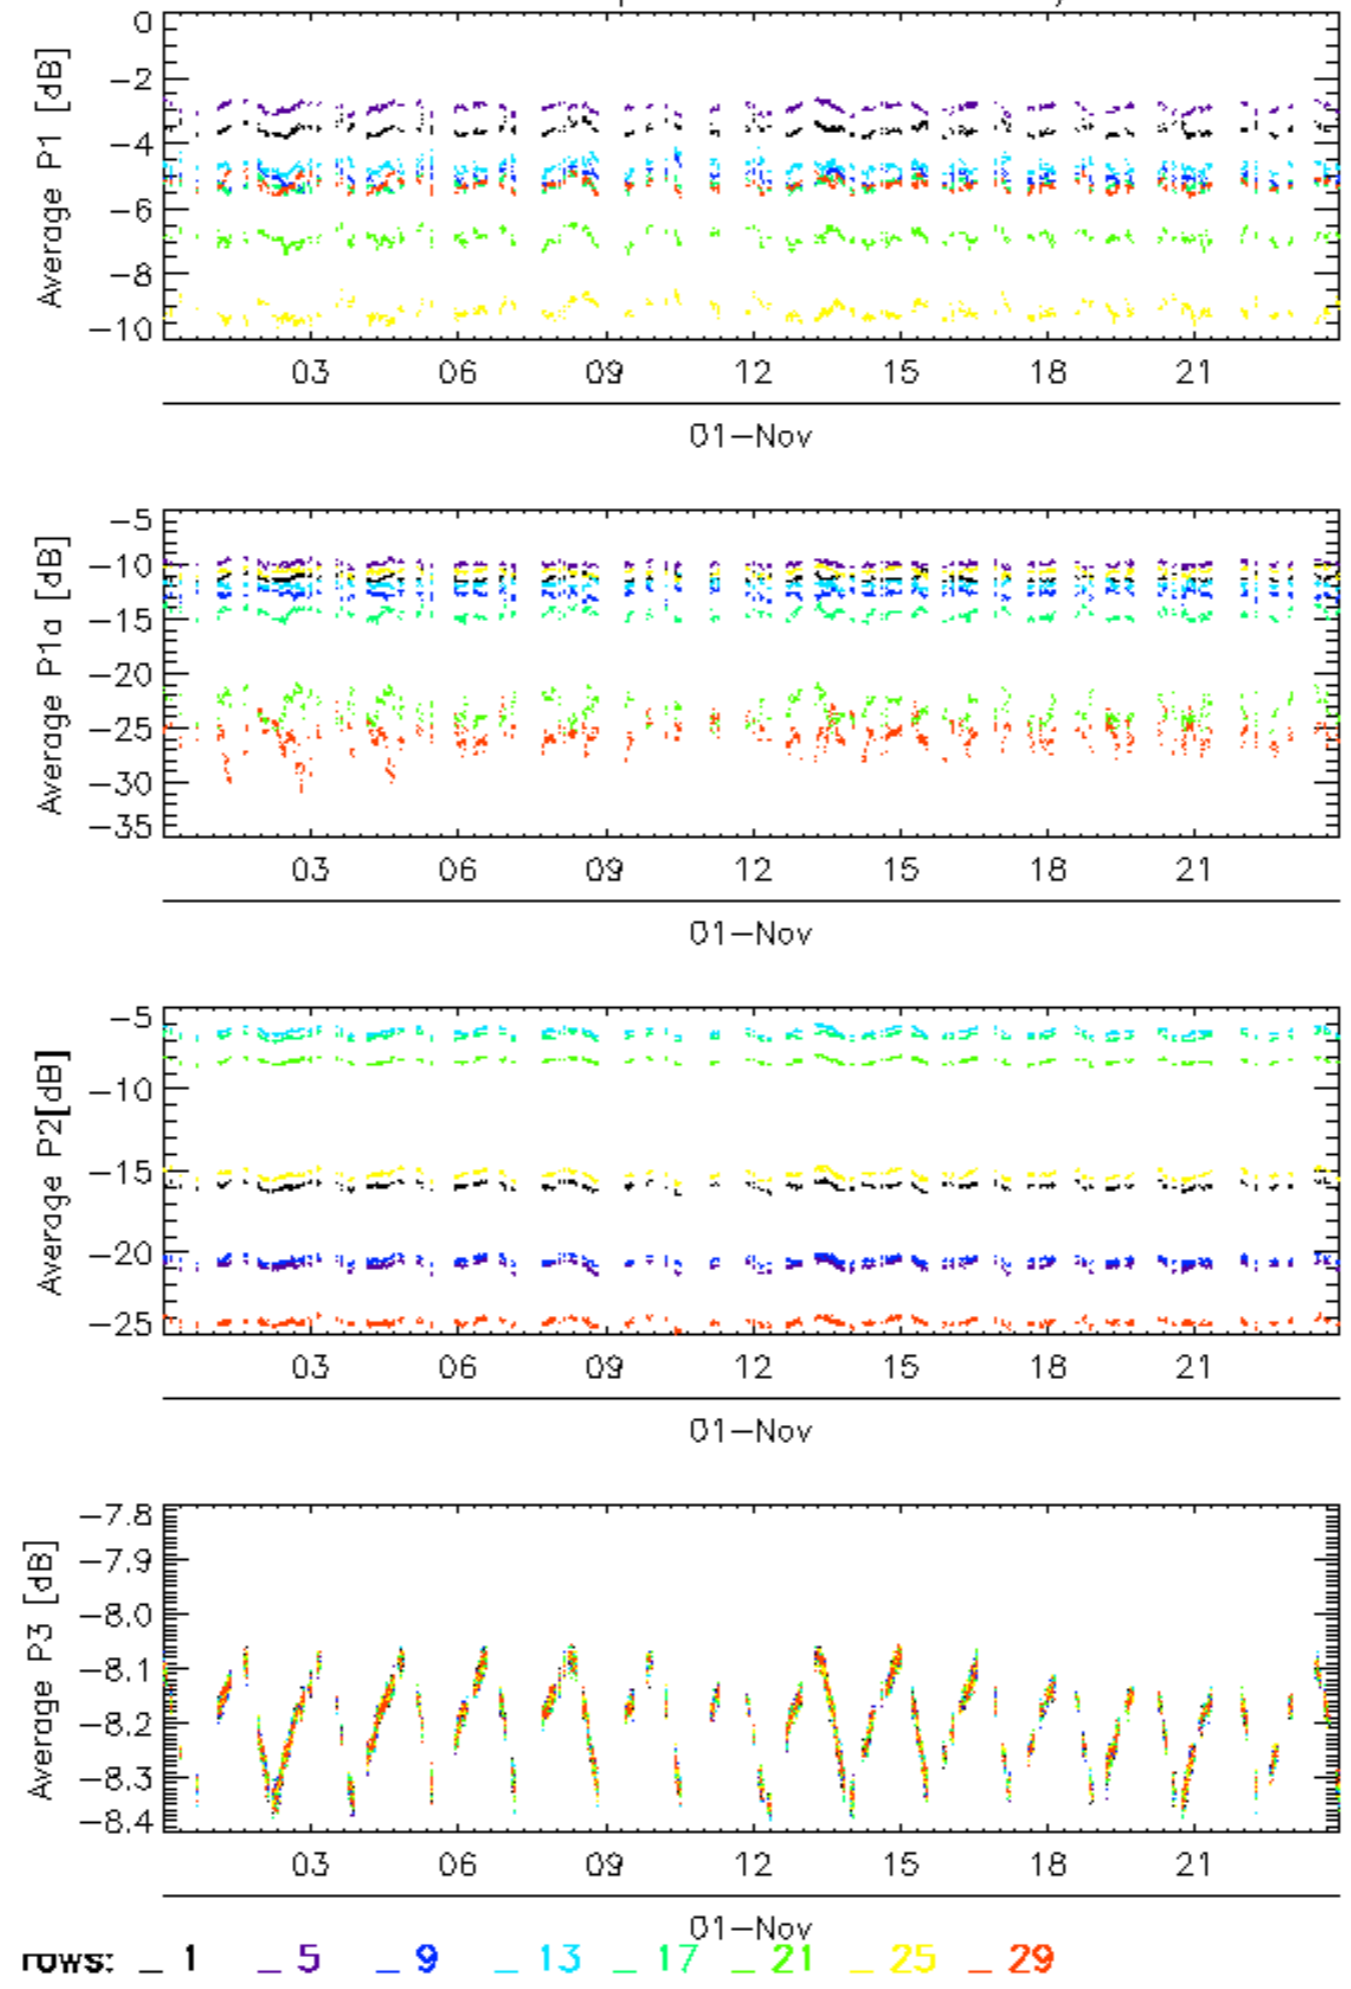 0
−2
−4
−6
−8
−10
Average P1 [dB]
03 06 09 12 15 18 21
01−Nov
−5
−10
−15
−20
−25
−30
−35
Average P1a [dB]
03 06 09 12 15 18 21
01−Nov
−5
−10
−15
−20
−25
Average P2[dB]
03 06 09 12 15 18 21
01−Nov
−7.8
−7.9
−8.0
−8.1
−8.2
−8.3
−8.4
Average P3 [dB]
03 06 09 12 15 18 21
01−Nov
rows: _ 1 _ 5 _ 9 _ 13 _ 17 _ 21 _ 25 _ 29